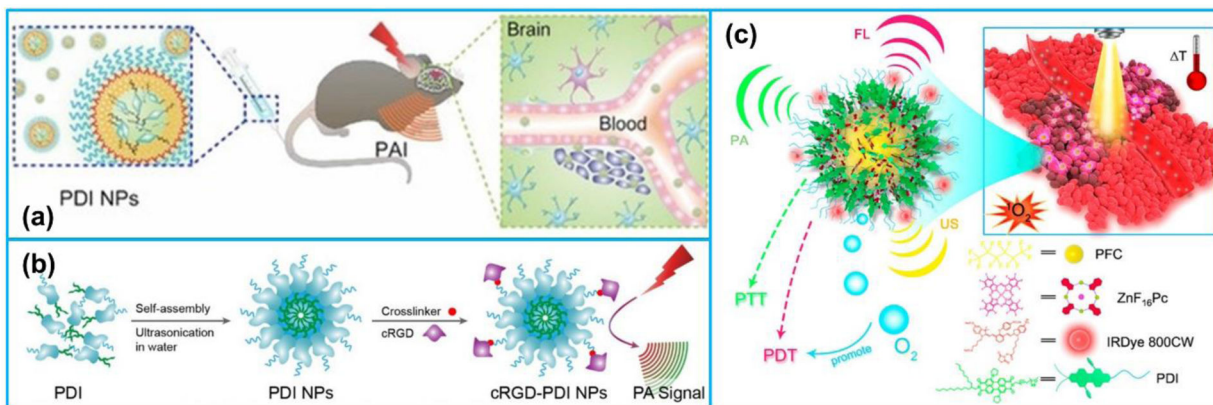 Brain
Blood
PAI
PDI NPs
(a)
(b)
Self-assembly
Ultrasonication
in water
Crosslinker
cRGD
PDI
PDI NPs
cRGD-PDI NPs
PA Signal
(c)
FL
PA
US
ΔT
¹O₂
PTT
PDT
promote
O₂
PFC
ZnF₁₆Pc
IRDye 800CW
PDI